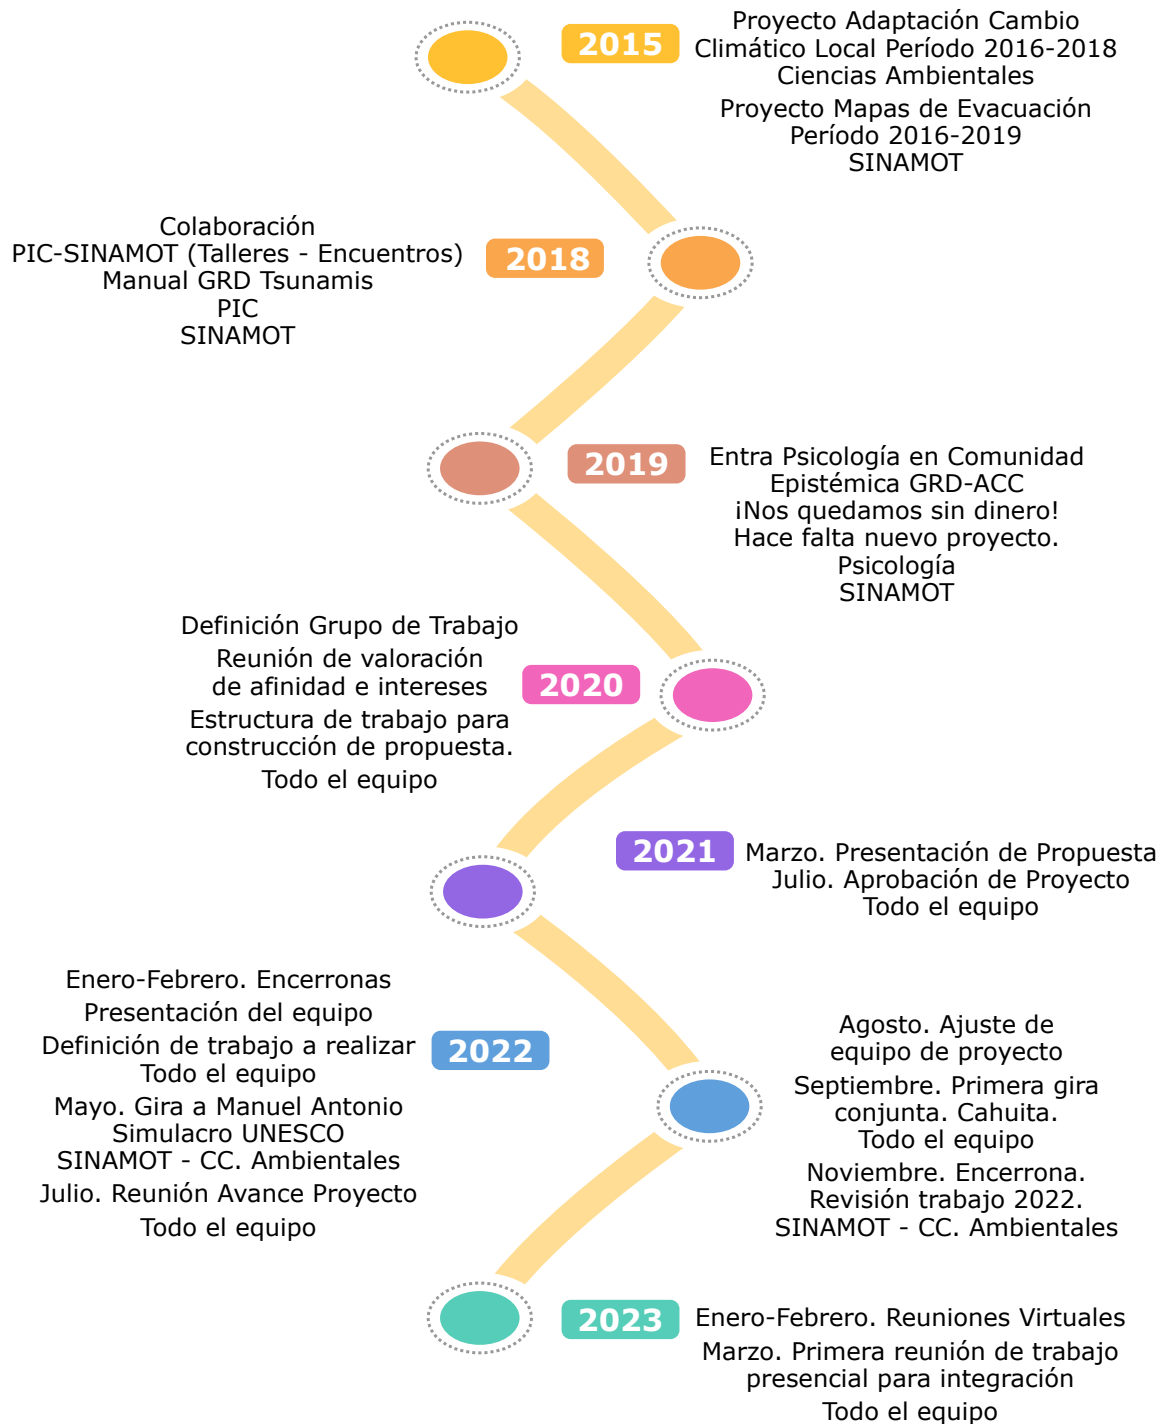 2015
Proyecto Adaptación Cambio
Climático Local Período 2016-2018
Ciencias Ambientales
Proyecto Mapas de Evacuación
Período 2016-2019
SINAMOT
Colaboración
PIC-SINAMOT (Talleres - Encuentros)
Manual GRD Tsunamis
PIC
SINAMOT
2018
2019
Entra Psicología en Comunidad
Epistémica GRD-ACC
¡Nos quedamos sin dinero!
Hace falta nuevo proyecto.
Psicología
SINAMOT
Definición Grupo de Trabajo
Reunión de valoración
de afinidad e intereses
Estructura de trabajo para
construcción de propuesta.
Todo el equipo
2020
2021
Marzo. Presentación de Propuesta
Julio. Aprobación de Proyecto
Todo el equipo
Enero-Febrero. Encerronas
Presentación del equipo
Definición de trabajo a realizar
Todo el equipo
Mayo. Gira a Manuel Antonio
Simulacro UNESCO
SINAMOT - CC. Ambientales
Julio. Reunión Avance Proyecto
Todo el equipo
2022
Agosto. Ajuste de
equipo de proyecto
Septiembre. Primera gira
conjunta. Cahuita.
Todo el equipo
Noviembre. Encerrona.
Revisión trabajo 2022.
SINAMOT - CC. Ambientales
2023
Enero-Febrero. Reuniones Virtuales
Marzo. Primera reunión de trabajo
presencial para integración
Todo el equipo